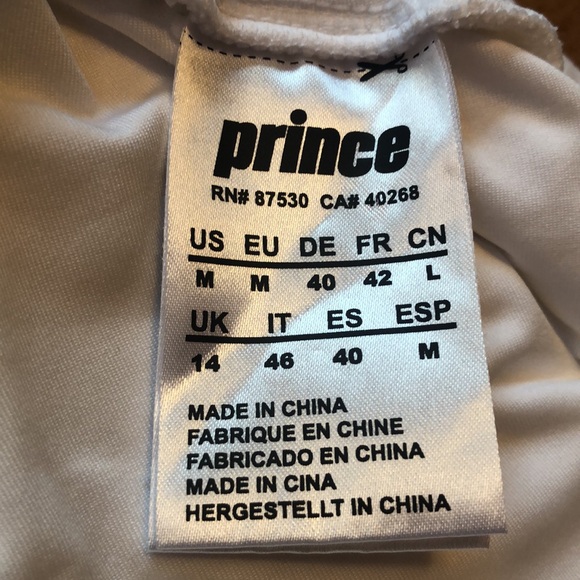 prince
RN# 87530 CA# 40268
US EU DE FR CN
M M 40 42 L
UK IT ES ESP
14 46 40 M
MADE IN CHINA
FABRIQUE EN CHINE
FABRICADO EN CHINA
MADE IN CINA
HERGESTELLT IN CHINA